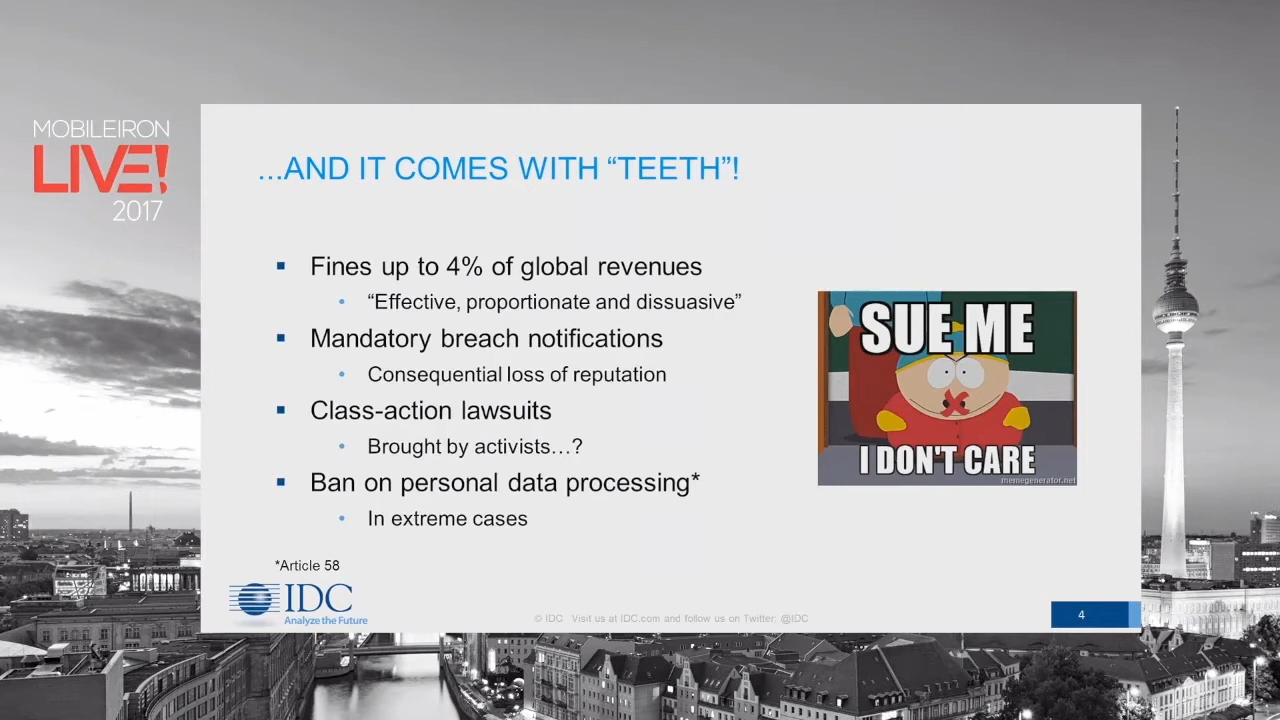 MOBILEIRON
LIVE!
2017
...AND IT COMES WITH “TEETH”!
▪ Fines up to 4% of global revenues
• “Effective, proportionate and dissuasive”
▪ Mandatory breach notifications
• Consequential loss of reputation
▪ Class-action lawsuits
• Brought by activists…?
▪ Ban on personal data processing*
• In extreme cases
SUE ME
I DON'T CARE
memegenerator.net
*Article 58
IDC
Analyze the Future
© IDC Visit us at IDC.com and follow us on Twitter: @IDC
4